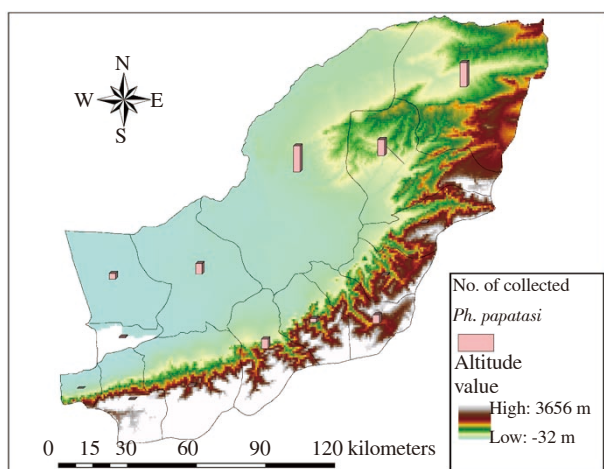 N
W E
S
No. of collected
Ph. papatasi
Altitude
value
High: 3656 m
Low: -32 m
0 15 30 60 90 120 kilometers